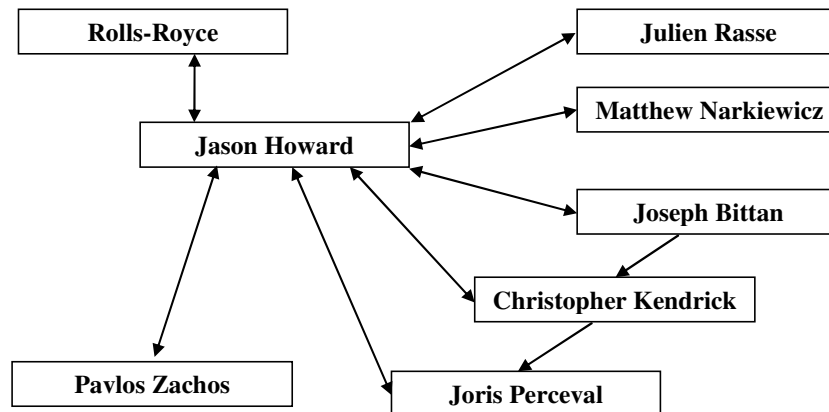 Rolls-Royce
Julien Rasse
Matthew Narkiewicz
Jason Howard
Joseph Bittan
Christopher Kendrick
Pavlos Zachos
Joris Perceval